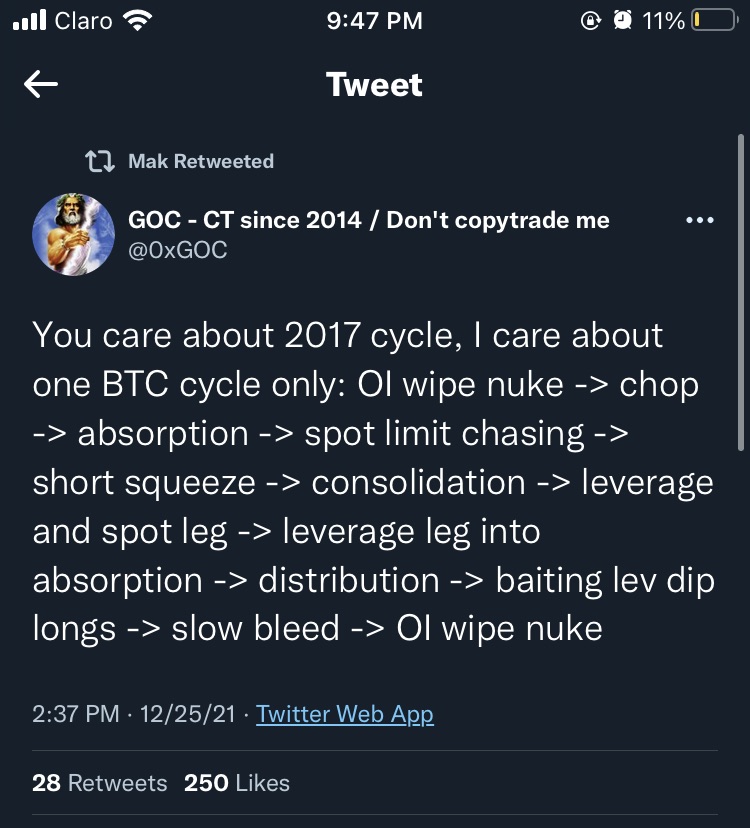 Claro 9:47 PM 11%
Tweet
Mak Retweeted
GOC - CT since 2014 / Don't copytrade me
@0xGOC
You care about 2017 cycle, I care about
one BTC cycle only: OI wipe nuke -> chop
-> absorption -> spot limit chasing ->
short squeeze -> consolidation -> leverage
and spot leg -> leverage leg into
absorption -> distribution -> baiting lev dip
longs -> slow bleed -> OI wipe nuke
2:37 PM · 12/25/21 · Twitter Web App
28 Retweets 250 Likes